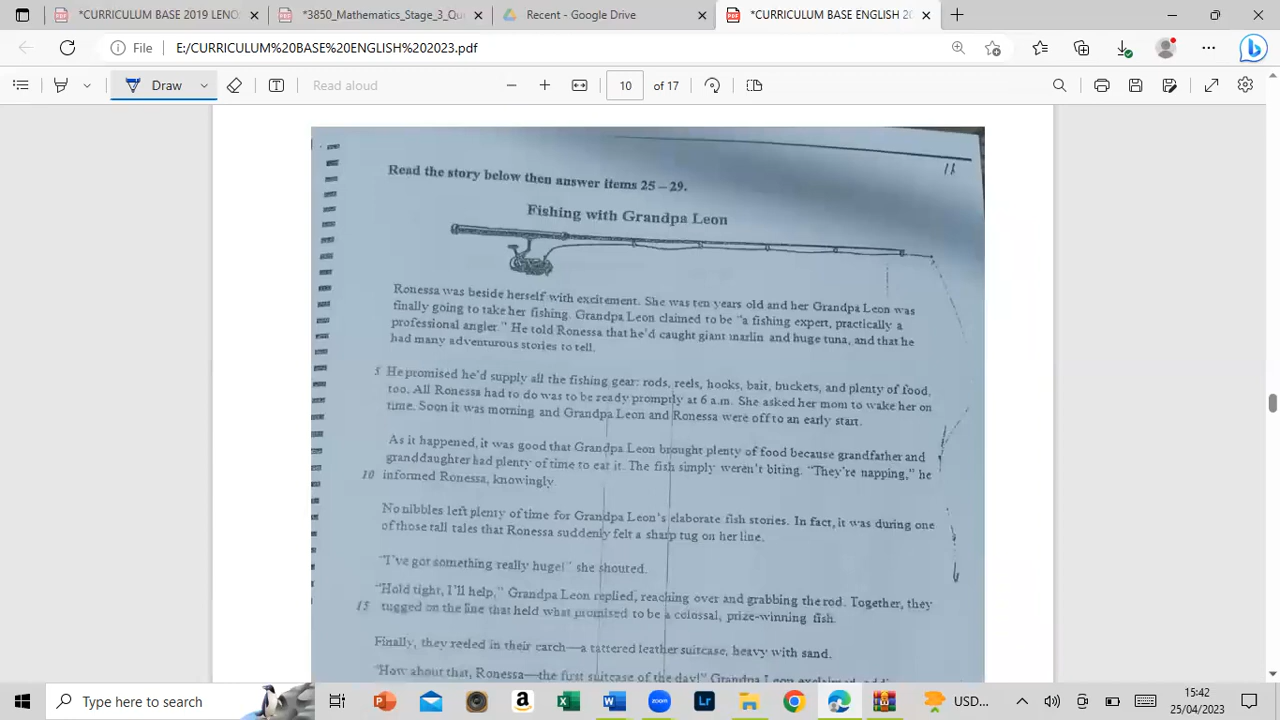 *CURRICULUM BASE 2019 LENO
*3850_Mathematics_Stage_3_Qu
Recent - Google Drive
*CURRICULUM BASE ENGLISH 20
File
E:/CURRICULUM%20BASE%20ENGLISH%202023.pdf
Draw
Read aloud
10
of 17
11
Read the story below then answer items 25 – 29.
Fishing with Grandpa Leon
Ronessa was beside herself with excitement. She was ten years old and her Grandpa Leon was
finally going to take her fishing. Grandpa Leon claimed to be "a fishing expert, practically a
professional angler." He told Ronessa that he'd caught giant marlin and huge tuna, and that he
had many adventurous stories to tell.
5 He promised he'd supply all the fishing gear: rods, reels, hooks, bait, buckets, and plenty of food,
too. All Ronessa had to do was to be ready promptly at 6 a.m. She asked her mom to wake her on
time. Soon it was morning and Grandpa Leon and Ronessa were off to an early start.
As it happened, it was good that Grandpa Leon brought plenty of food because grandfather and
granddaughter had plenty of time to eat it. The fish simply weren't biting. "They're napping," he
10 informed Ronessa, knowingly.
No nibbles left plenty of time for Grandpa Leon's elaborate fish stories. In fact, it was during one
of those tall tales that Ronessa suddenly felt a sharp tug on her line.
"I've got something really huge!" she shouted.
"Hold tight, I'll help," Grandpa Leon replied, reaching over and grabbing the rod. Together, they
15 tugged on the line that held what promised to be a colossal, prize-winning fish.
Finally, they reeled in their catch—a tattered leather suitcase, heavy with sand.
"How about that, Ronessa—the first suitcase of the day!" Grandpa Leon
Type here to search
zoom
Lr
USD...
15:42
25/04/2023